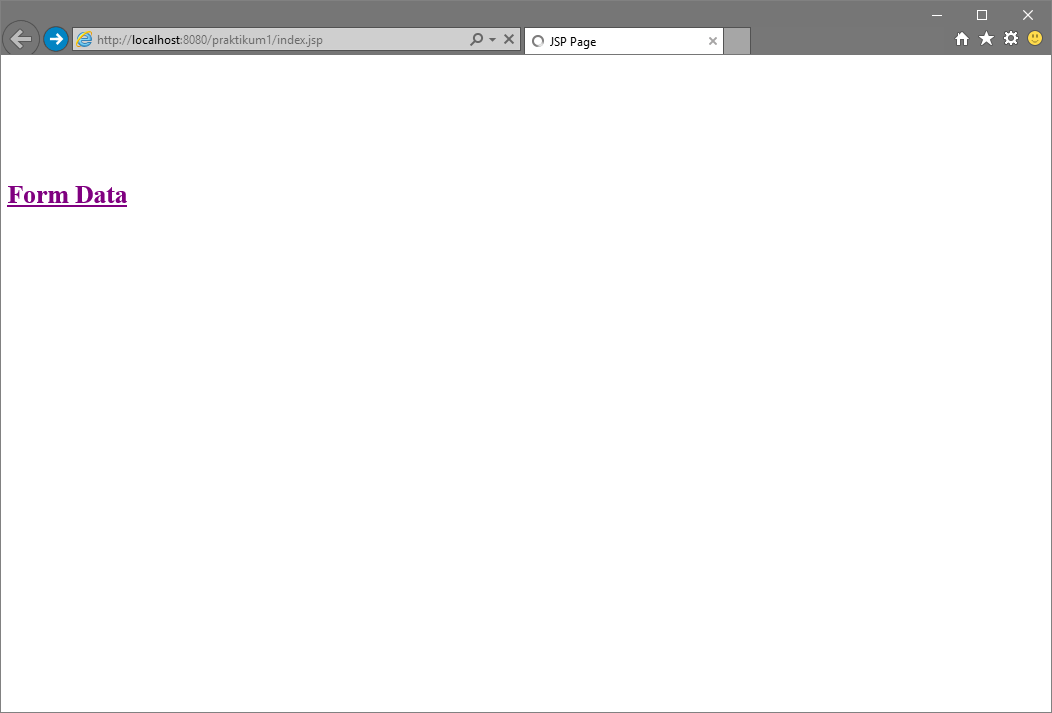 http://localhost:8080/praktikum1/index.jsp
JSP Page
Form Data